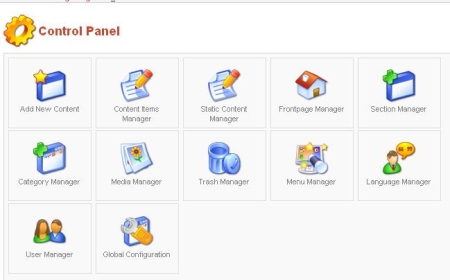 Control Panel
Add New Content
Content Items
Manager
Static Content
Manager
Frontpage Manager
Section Manager
Category Manager
Media Manager
Trash Manager
Menu Manager
Language Manager
User Manager
Global Configuration